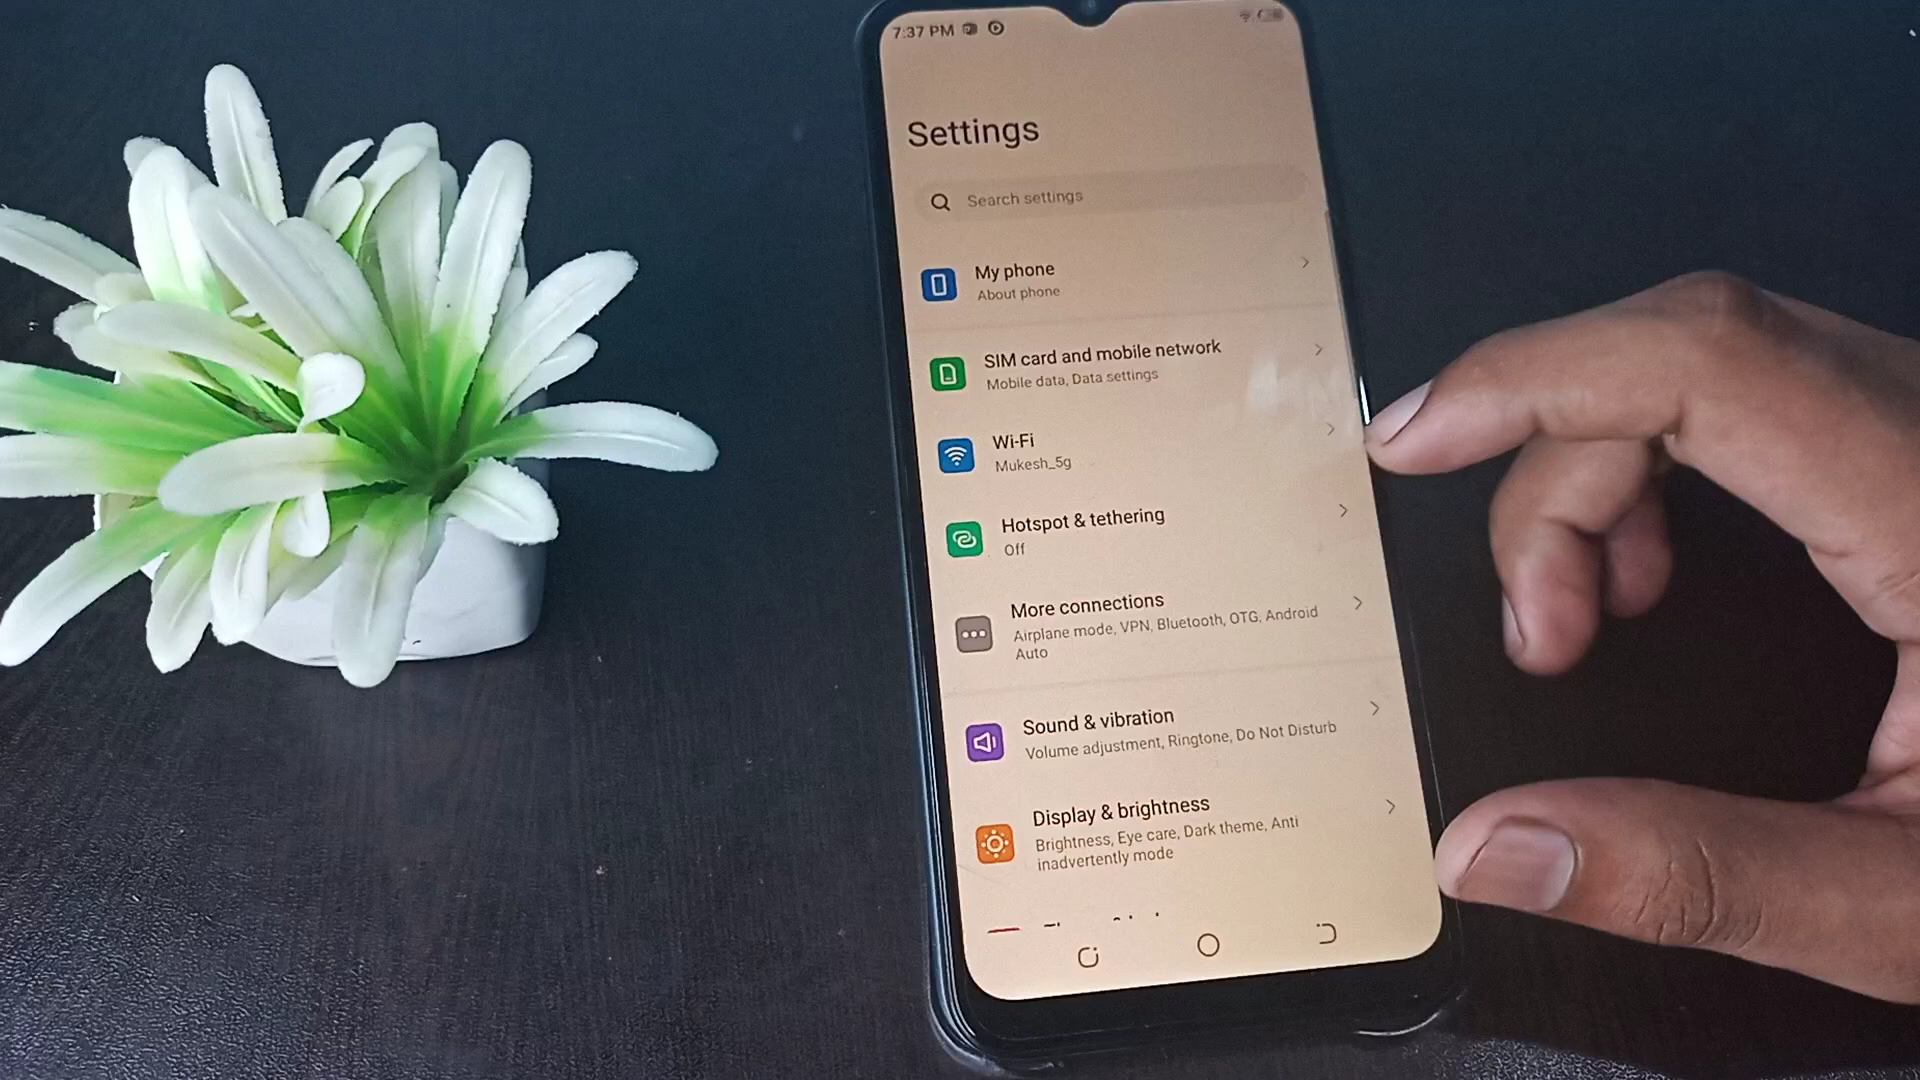 7:37 PM
Settings
Search settings
My phone
About phone
SIM card and mobile network
Mobile data, Data settings
Wi-Fi
Mukesh_5g
Hotspot & tethering
Off
More connections
Airplane mode, VPN, Bluetooth, OTG, Android
Auto
Sound & vibration
Volume adjustment, Ringtone, Do Not Disturb
Display & brightness
Brightness, Eye care, Dark theme, Anti
inadvertently mode